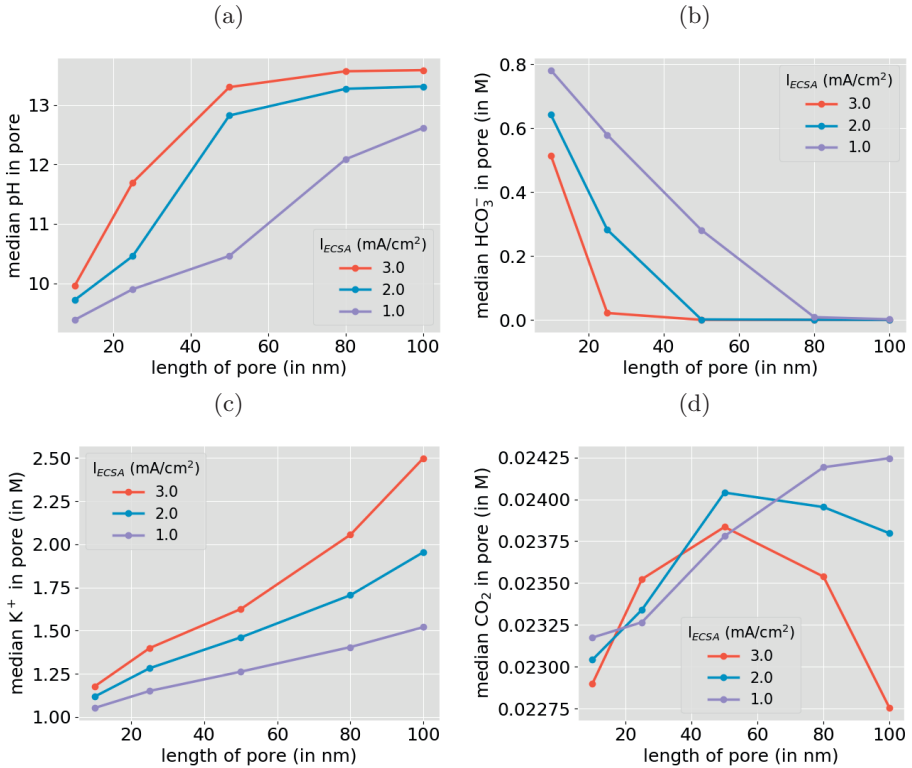 (a)
median pH in pore
13
12
11
10
I_ECSA (mA/cm²)
3.0
2.0
1.0
20 40 60 80 100
length of pore (in nm)
(b)
median HCO₃⁻ in pore (in M)
0.8
0.6
0.4
0.2
0.0
I_ECSA (mA/cm²)
3.0
2.0
1.0
20 40 60 80 100
length of pore (in nm)
(c)
median K⁺ in pore (in M)
2.50
2.25
2.00
1.75
1.50
1.25
1.00
I_ECSA (mA/cm²)
3.0
2.0
1.0
20 40 60 80 100
length of pore (in nm)
(d)
median CO₂ in pore (in M)
0.02425
0.02400
0.02375
0.02350
0.02325
0.02300
0.02275
I_ECSA (mA/cm²)
3.0
2.0
1.0
20 40 60 80 100
length of pore (in nm)